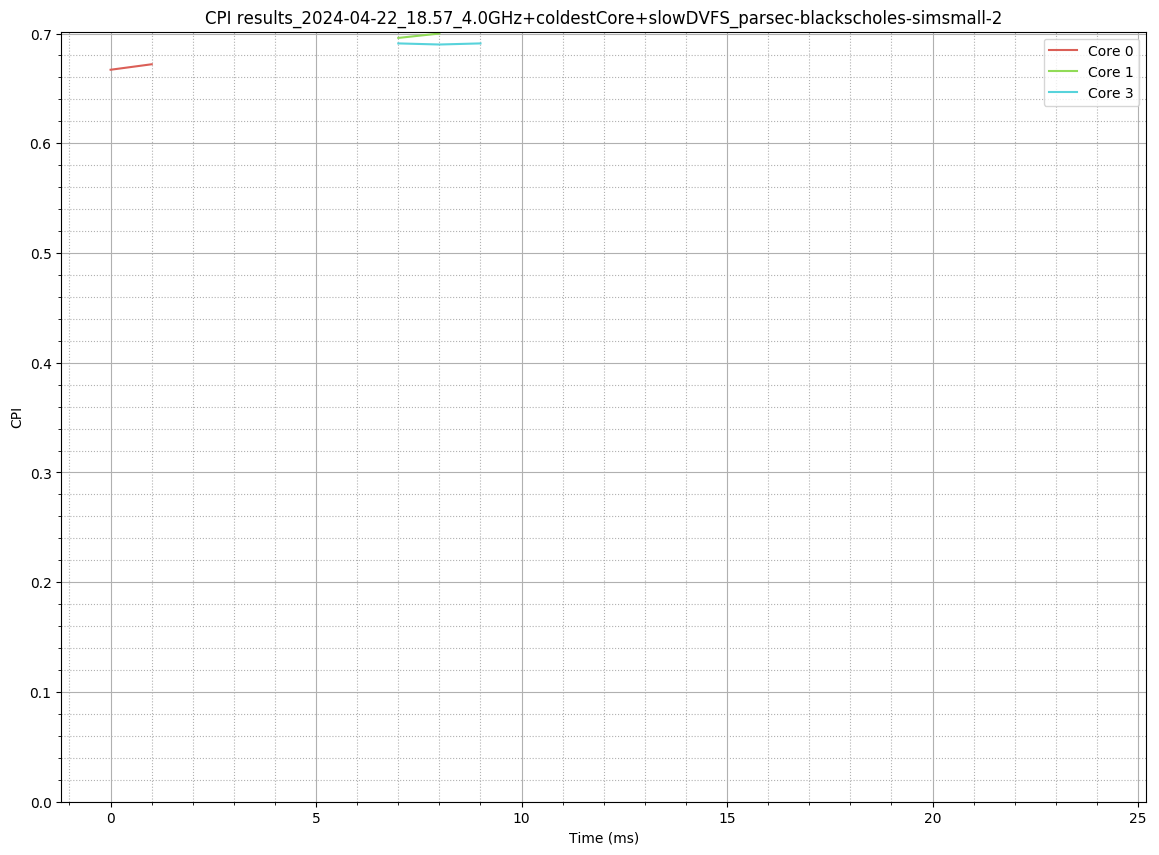 CPI results_2024-04-22_18.57_4.0GHz+coldestCore+slowDVFS_parsec-blackscholes-simsmall-2
Core 0
Core 1
Core 3
0.7
0.6
0.5
0.4
0.3
0.2
0.1
0.0
CPI
0 5 10 15 20 25
Time (ms)